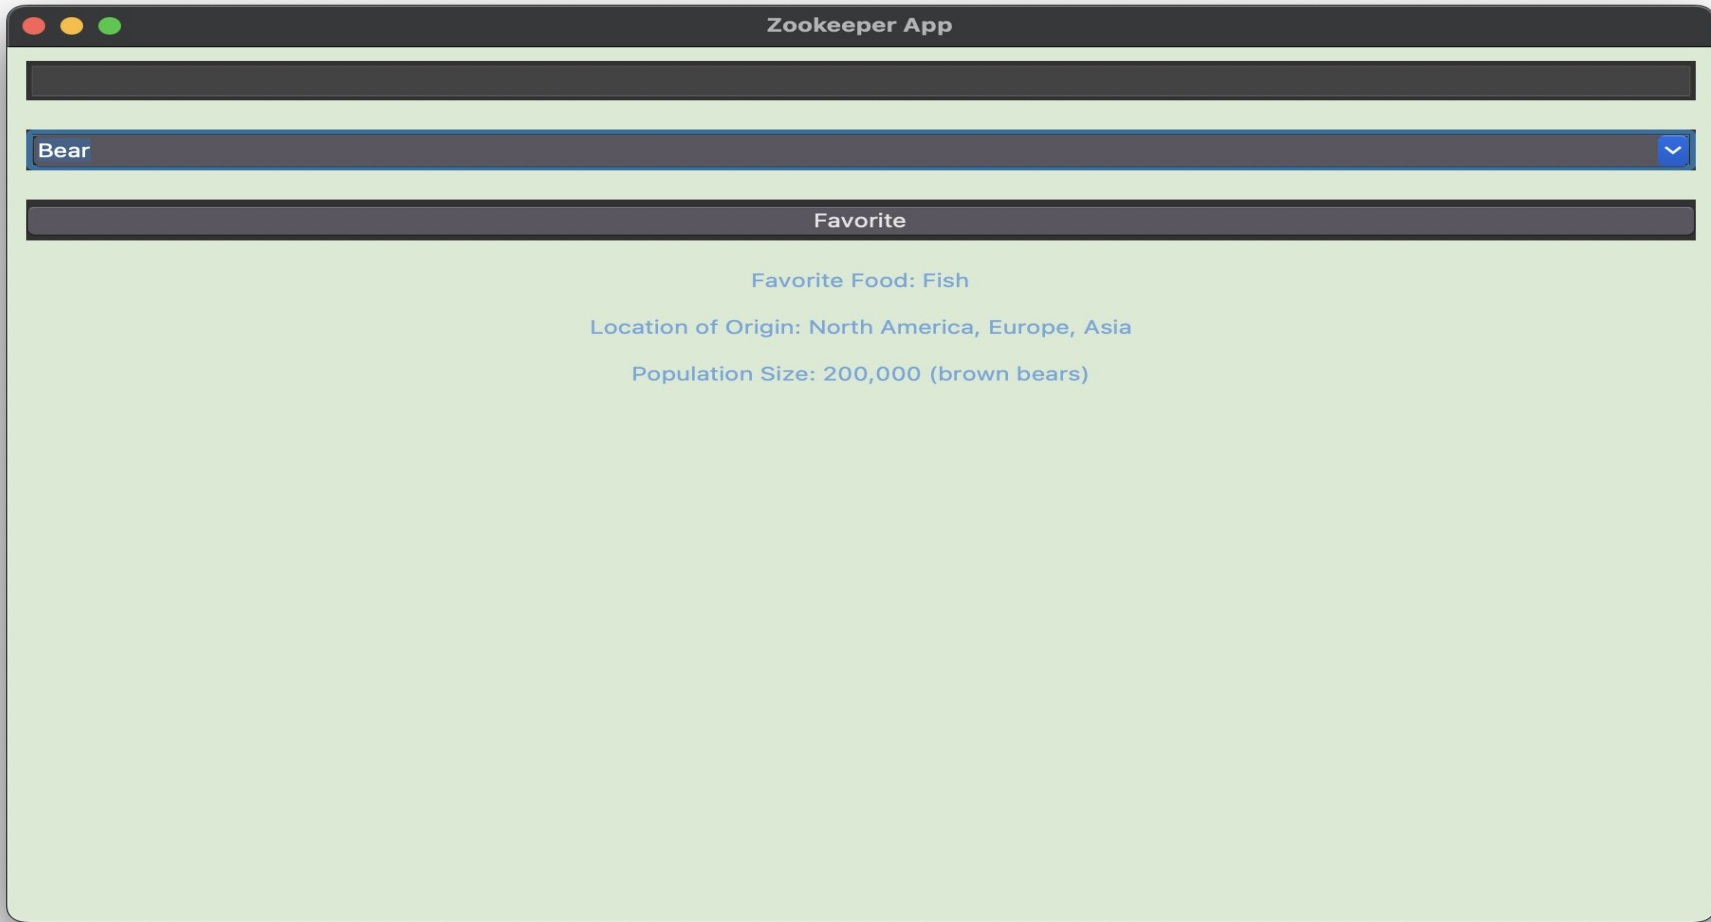 Zookeeper App
Bear
Favorite
Favorite Food: Fish
Location of Origin: North America, Europe, Asia
Population Size: 200,000 (brown bears)